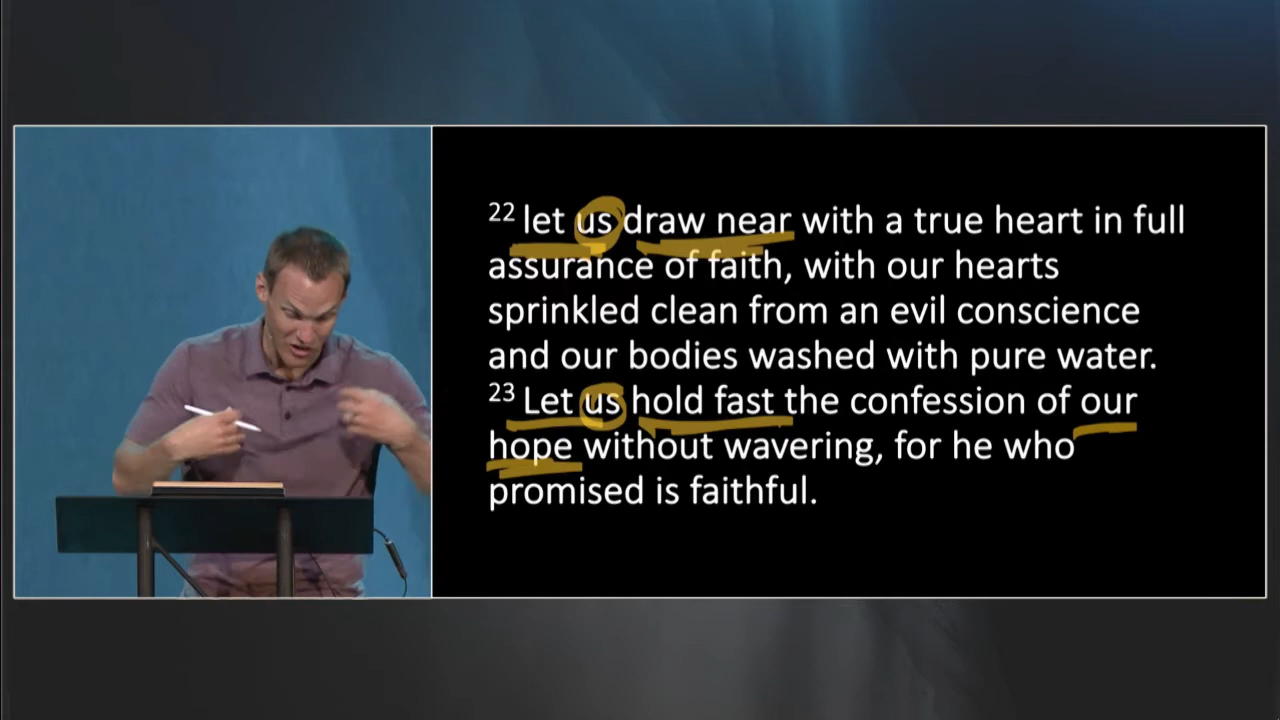 22 let us draw near with a true heart in full
assurance of faith, with our hearts
sprinkled clean from an evil conscience
and our bodies washed with pure water.
23 Let us hold fast the confession of our
hope without wavering, for he who
promised is faithful.